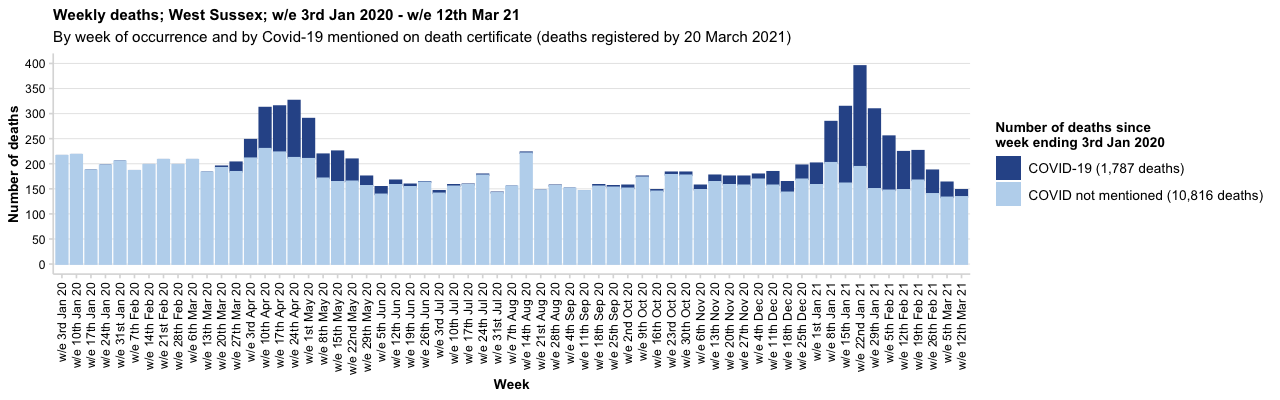 Weekly deaths; West Sussex; w/e 3rd Jan 2020 - w/e 12th Mar 21
By week of occurrence and by Covid-19 mentioned on death certificate (deaths registered by 20 March 2021)
Number of deaths
400
350
300
250
200
150
100
50
0
w/e 3rd Jan 20
w/e 10th Jan 20
w/e 17th Jan 20
w/e 24th Jan 20
w/e 31st Jan 20
w/e 7th Feb 20
w/e 14th Feb 20
w/e 21st Feb 20
w/e 28th Feb 20
w/e 6th Mar 20
w/e 13th Mar 20
w/e 20th Mar 20
w/e 27th Mar 20
w/e 3rd Apr 20
w/e 10th Apr 20
w/e 17th Apr 20
w/e 24th Apr 20
w/e 1st May 20
w/e 8th May 20
w/e 15th May 20
w/e 22nd May 20
w/e 29th May 20
w/e 5th Jun 20
w/e 12th Jun 20
w/e 19th Jun 20
w/e 26th Jun 20
w/e 3rd Jul 20
w/e 10th Jul 20
w/e 17th Jul 20
w/e 24th Jul 20
w/e 31st Jul 20
w/e 7th Aug 20
w/e 14th Aug 20
w/e 21st Aug 20
w/e 28th Aug 20
w/e 4th Sep 20
w/e 11th Sep 20
w/e 18th Sep 20
w/e 25th Sep 20
w/e 2nd Oct 20
w/e 9th Oct 20
w/e 16th Oct 20
w/e 23rd Oct 20
w/e 30th Oct 20
w/e 6th Nov 20
w/e 13th Nov 20
w/e 20th Nov 20
w/e 27th Nov 20
w/e 4th Dec 20
w/e 11th Dec 20
w/e 18th Dec 20
w/e 25th Dec 20
w/e 1st Jan 21
w/e 8th Jan 21
w/e 15th Jan 21
w/e 22nd Jan 21
w/e 29th Jan 21
w/e 5th Feb 21
w/e 12th Feb 21
w/e 19th Feb 21
w/e 26th Feb 21
w/e 5th Mar 21
w/e 12th Mar 21
Week
Number of deaths since
week ending 3rd Jan 2020
COVID-19 (1,787 deaths)
COVID not mentioned (10,816 deaths)